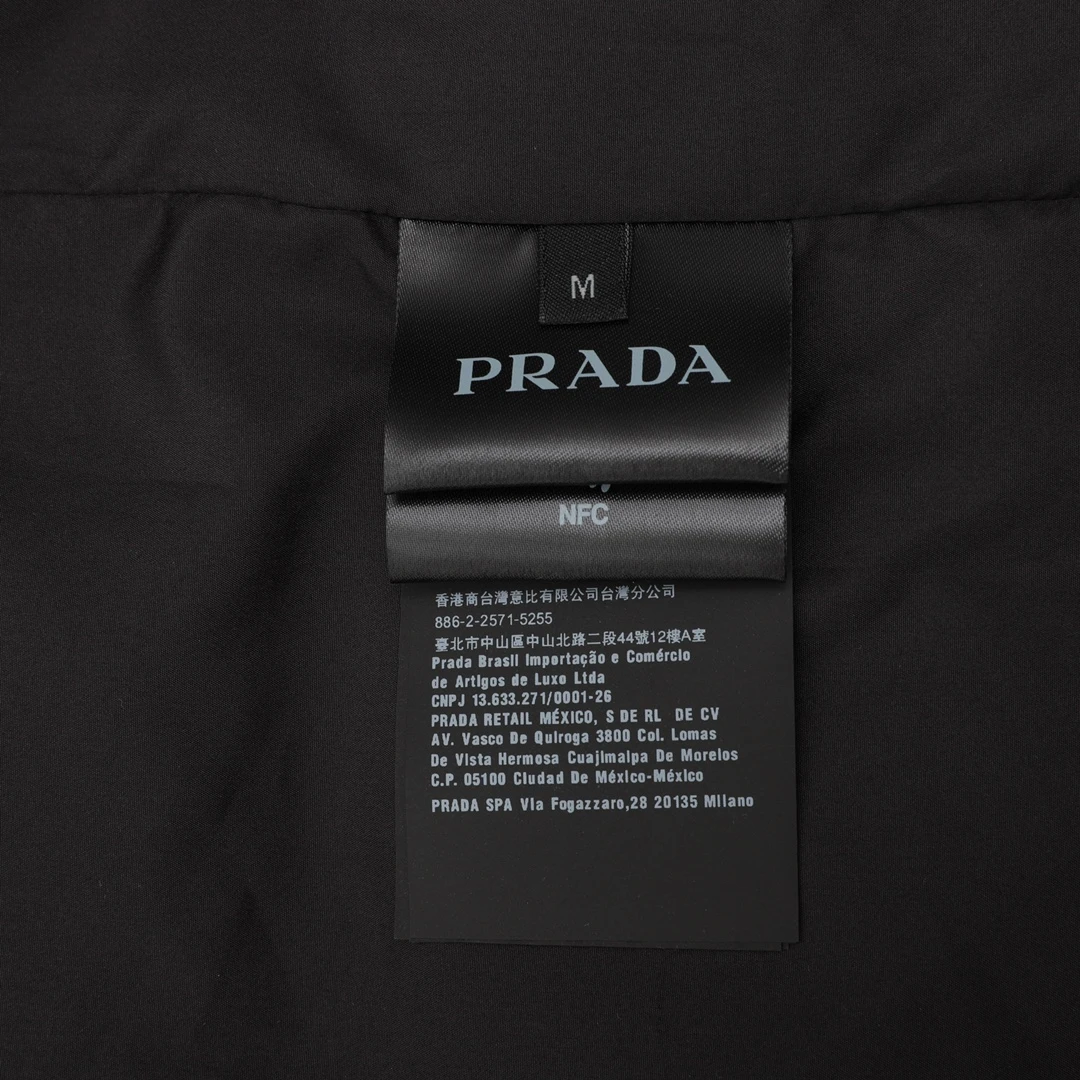 M
PRADA
NFC
香港商台灣意比有限公司台灣分公司
886-2-2571-5255
臺北市中山區中山北路二段44號12樓A室
Prada Brasil Importação e Comércio
de Artigos de Luxo Ltda
CNPJ 13.633.271/0001-26
PRADA RETAIL MÉXICO, S DE RL DE CV
AV. Vasco De Quiroga 3800 Col. Lomas
De Vista Hermosa Cuajimalpa De Morelos
C.P. 05100 Ciudad De México-México
PRADA SPA Via Fogazzaro,28 20135 Milano